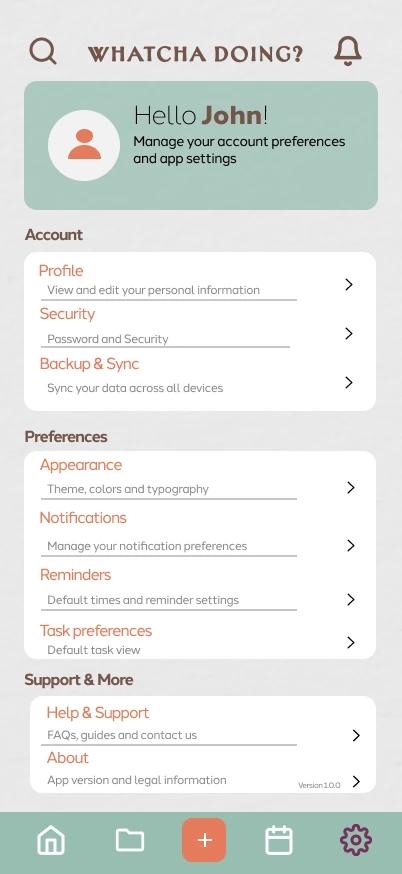 WHATCHA DOING?
Hello John!
Manage your account preferences
and app settings
Account
Profile
View and edit your personal information
Security
Password and Security
Backup & Sync
Sync your data across all devices
Preferences
Appearance
Theme, colors and typography
Notifications
Manage your notification preferences
Reminders
Default times and reminder settings
Task preferences
Default task view
Support & More
Help & Support
FAQs, guides and contact us
About
App version and legal information
Version 1.0.0